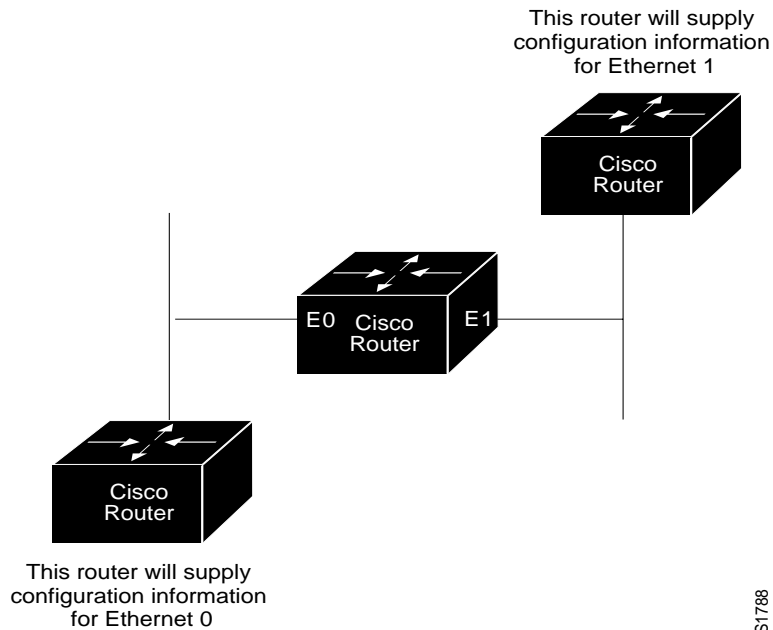 This router will supply
configuration information
for Ethernet 1
Cisco
Router
E0
Cisco
Router
E1
Cisco
Router
This router will supply
configuration information
for Ethernet 0
S1788